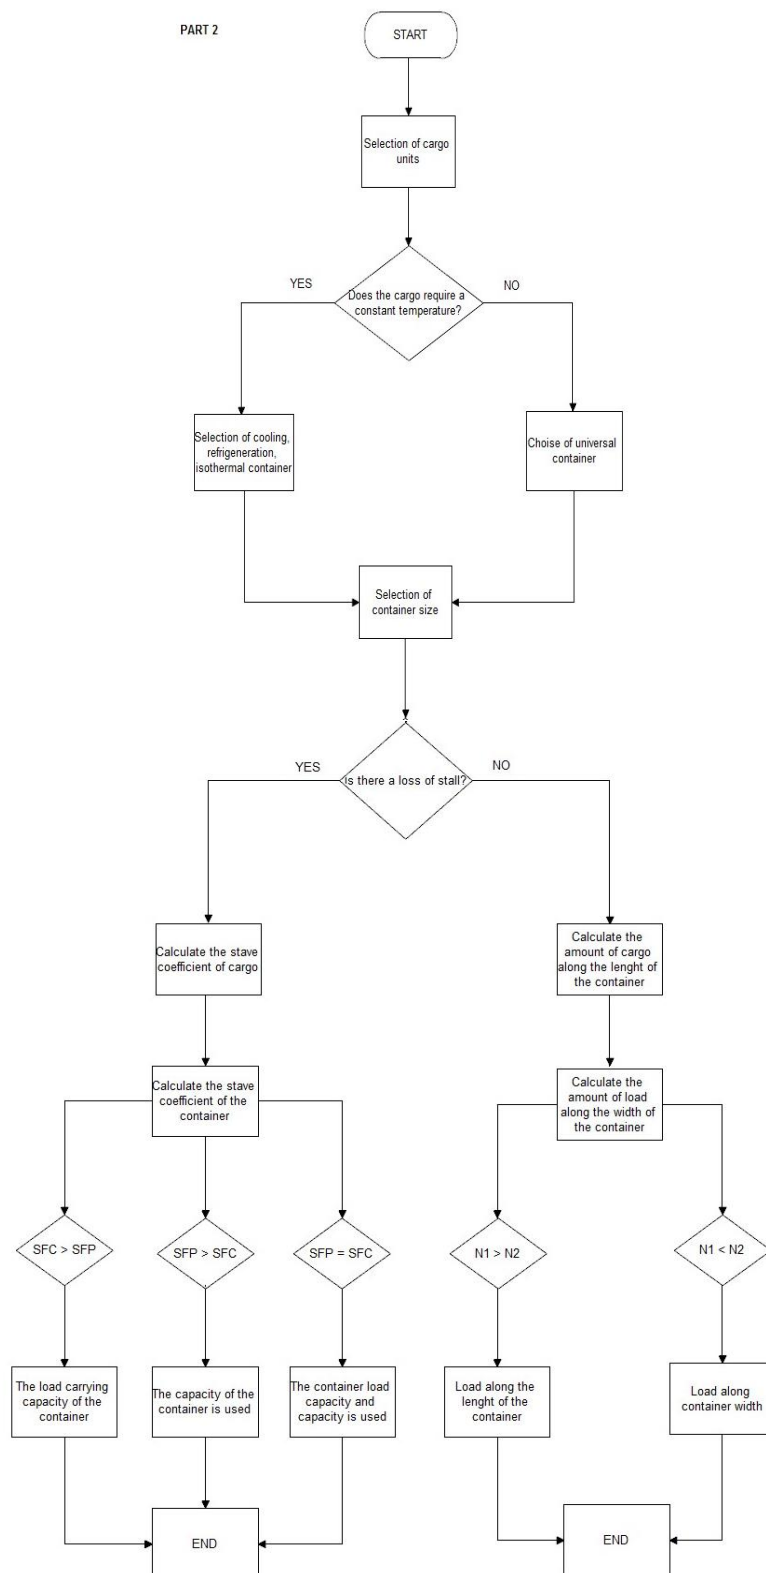 PART 2
START
Selection of cargo
units
YES
NO
Does the cargo require a
constant temperature?
Selection of cooling,
refrigeneration,
isothermal container
Choise of universal
container
Selection of
container size
YES
NO
is there a loss of stall?
Calculate the stave
coefficient of cargo
Calculate the
amount of cargo
along the lenght of
the container
Calculate the stave
coefficient of the
container
Calculate the
amount of load
along the width of
the container
SFC > SFP
SFP > SFC
SFP = SFC
N1 > N2
N1 < N2
The load carrying
capacity of the
container
The capacity of the
container is used
The container load
capacity and
capacity is used
Load along the
lenght of the
container
Load along
container width
END
END